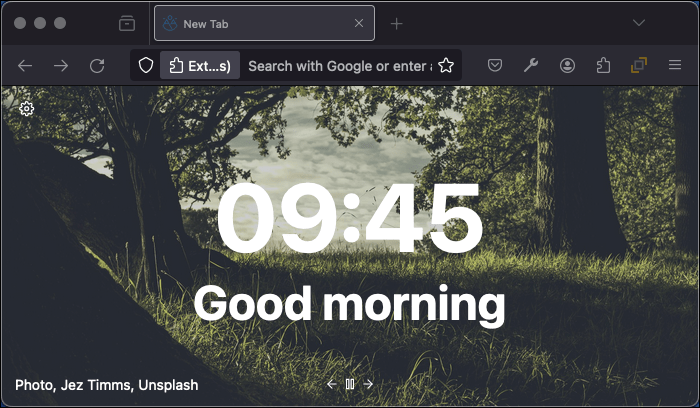 New Tab
Ext...s) Search with Google or enter
09:45
Good morning
Photo, Jez Timms, Unsplash